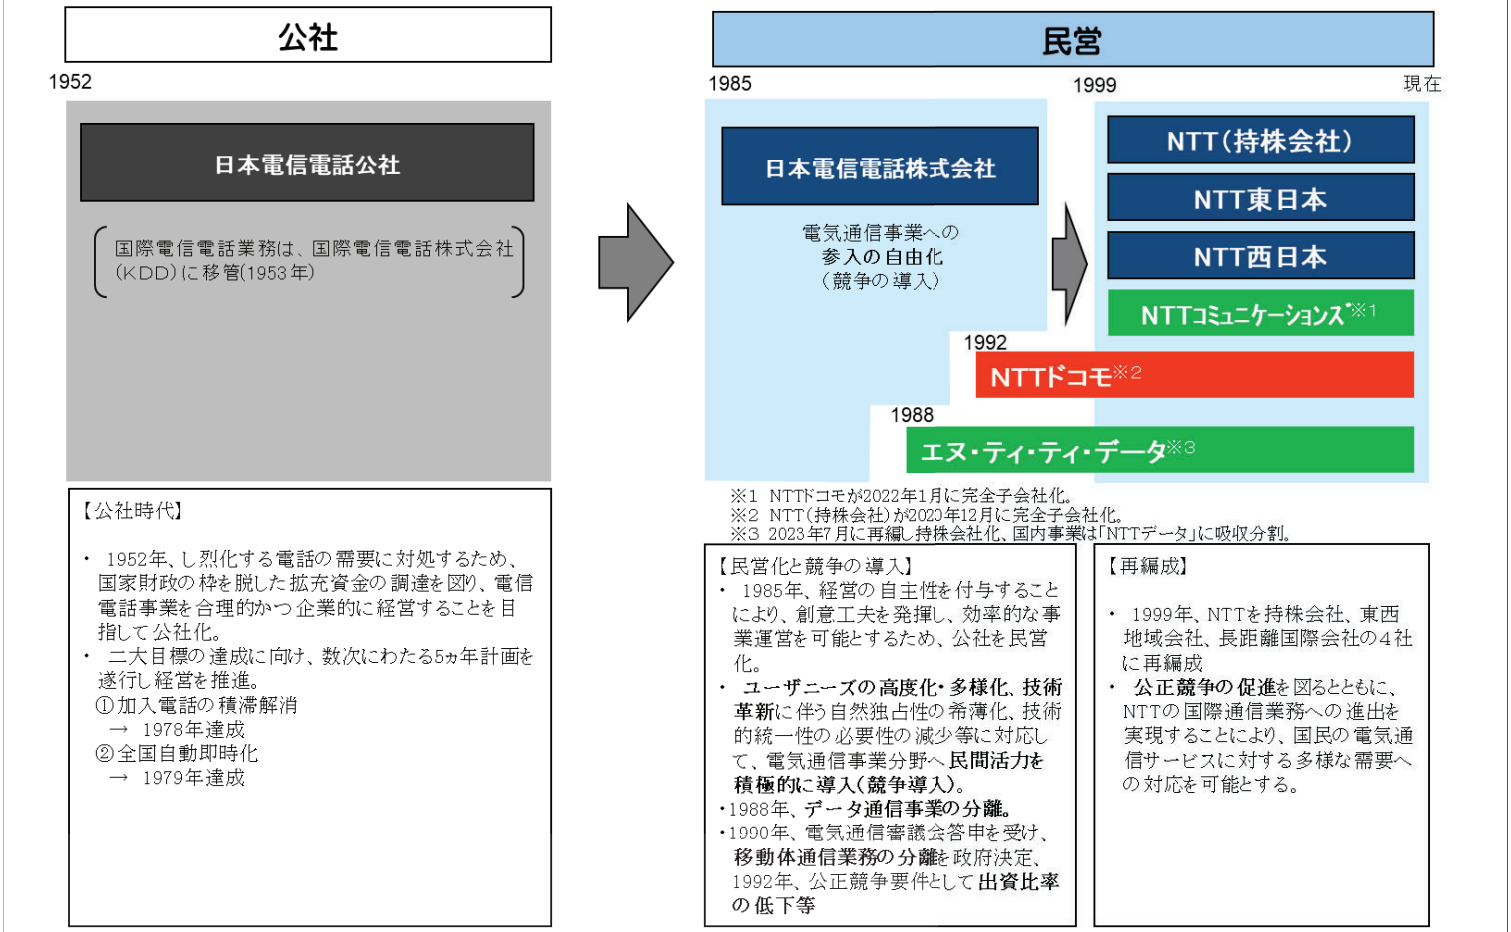 公社
民営
1952
1985
1999
現在
日本電信電話公社
国際電信電話業務は、国際電信電話株式会社
(KDD)に移管(1953年)
日本電信電話株式会社
電気通信事業への
参入の自由化
(競争の導入)
NTT(持株会社)
NTT東日本
NTT西日本
NTTコミュニケーションズ※1
1992
NTTドコモ※2
1988
エヌ・ティ・ティ・データ※3
※1 NTTドコモが2022年1月に完全子会社化。
※2 NTT(持株会社)が2020年12月に完全子会社化。
※3 2023年7月に再編し持株会社化、国内事業は「NTTデータ」に吸収分割。
【公社時代】
・ 1952年、し烈化する電話の需要に対処するため、
国家財政の枠を脱した拡充資金の調達を図り、電信
電話事業を合理的かつ企業的に経営することを目
指して公社化。
・ 二大目標の達成に向け、数次にわたる5ヵ年計画を
遂行し経営を推進。
①加入電話の積滞解消
→ 1978年達成
②全国自動即時化
→ 1979年達成
【民営化と競争の導入】
・ 1985年、経営の自主性を付与すること
により、創意工夫を発揮し、効率的な事
業運営を可能とするため、公社を民営
化。
・ ユーザニーズの高度化・多様化、技術
革新に伴う自然独占性の希薄化、技術
的統一性の必要性の減少等に対応し
て、電気通信事業分野へ民間活力を
積極的に導入(競争導入)。
・1988年、データ通信事業の分離。
・1990年、電気通信審議会答申を受け、
移動体通信業務の分離を政府決定、
1992年、公正競争要件として出資比率
の低下等
【再編成】
・ 1999年、NTTを持株会社、東西
地域会社、長距離国際会社の4社
に再編成
・ 公正競争の促進を図るとともに、
NTTの国際通信業務への進出を
実現することにより、国民の電気通
信サービスに対する多様な需要へ
の対応を可能とする。